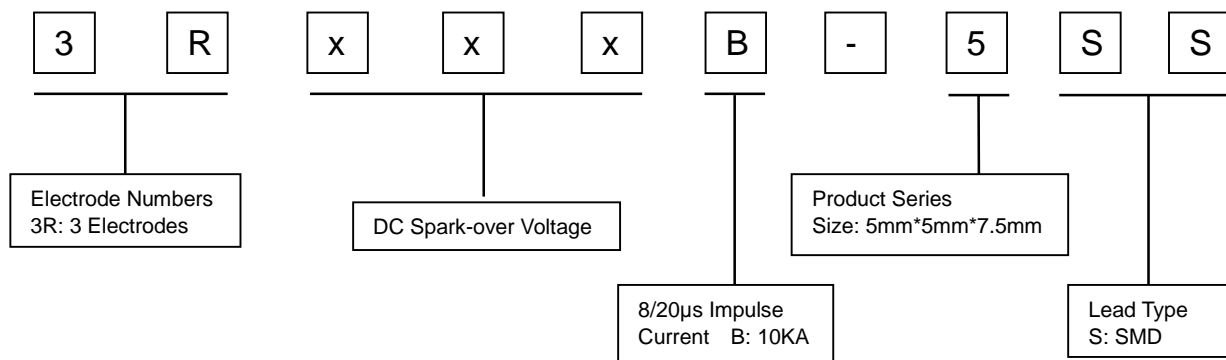 3 R x x x B - 5 S S
Electrode Numbers
3R: 3 Electrodes
DC Spark-over Voltage
8/20µs Impulse
Current B: 10KA
Product Series
Size: 5mm*5mm*7.5mm
Lead Type
S: SMD